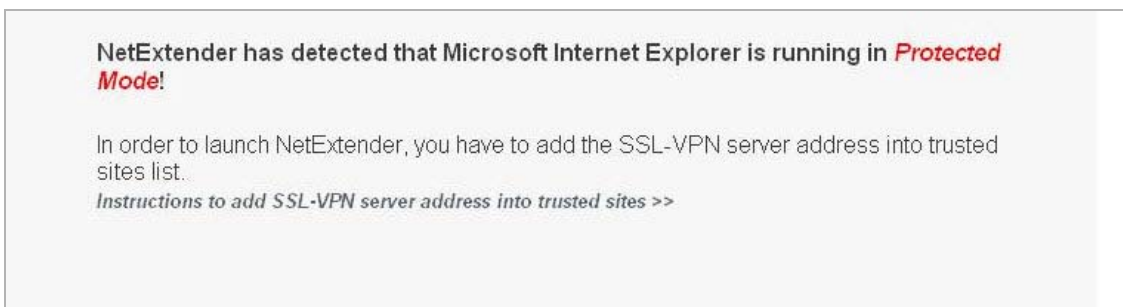 NetExtender has detected that Microsoft Internet Explorer is running in Protected
Mode!
In order to launch NetExtender, you have to add the SSL-VPN server address into trusted
sites list.
Instructions to add SSL-VPN server address into trusted sites >>